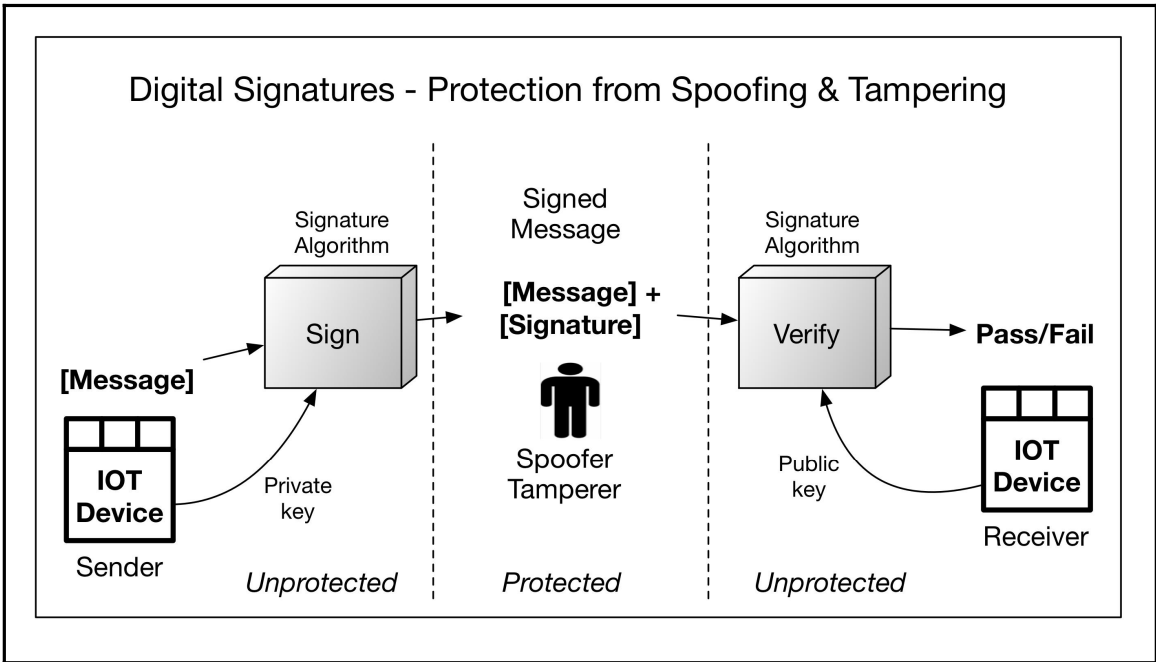 Digital Signatures - Protection from Spoofing & Tampering
Signature
Algorithm
Sign
[Message]
IOT
Device
Sender
Private
key
Unprotected
Signed
Message
[Message] +
[Signature]
Spoofer
Tamperer
Protected
Signature
Algorithm
Verify
Pass/Fail
Public
key
IOT
Device
Receiver
Unprotected